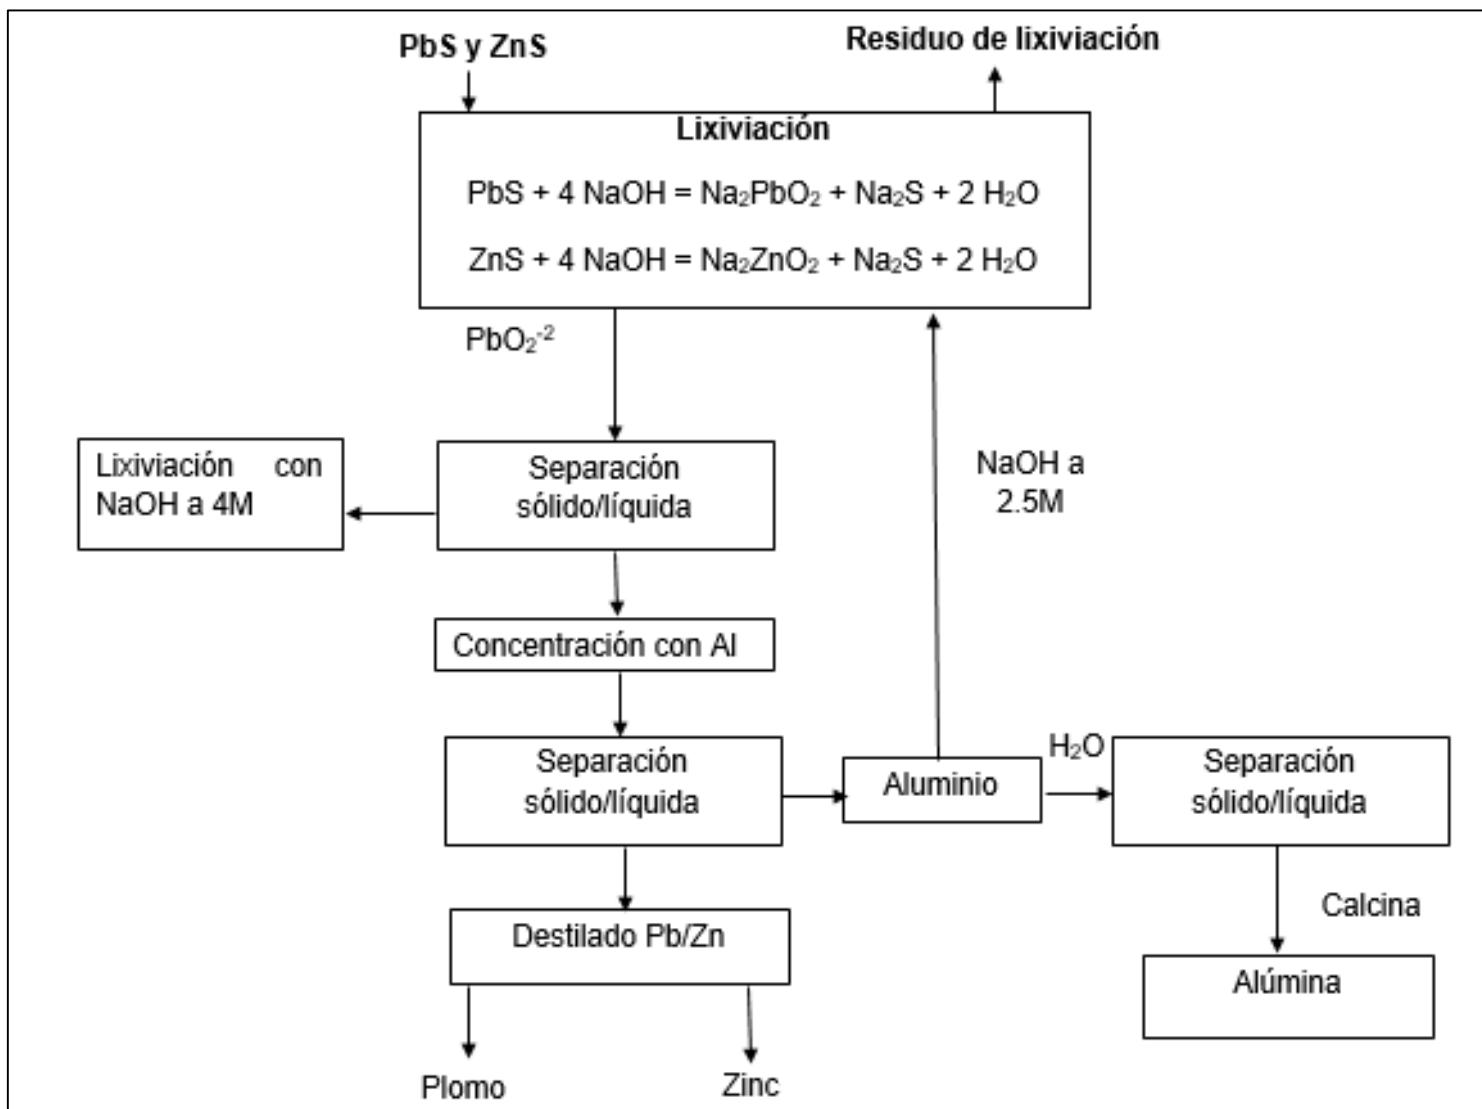 PbS y ZnS
Residuo de lixiviación
Lixiviación
PbS + 4 NaOH = Na₂PbO₂ + Na₂S + 2 H₂O
ZnS + 4 NaOH = Na₂ZnO₂ + Na₂S + 2 H₂O
PbO₂⁻²
Lixiviación con
NaOH a 4M
Separación
sólido/líquida
NaOH a
2.5M
Concentración con Al
Separación
sólido/líquida
Aluminio
H₂O
Separación
sólido/líquida
Calcina
Destilado Pb/Zn
Alúmina
Plomo
Zinc